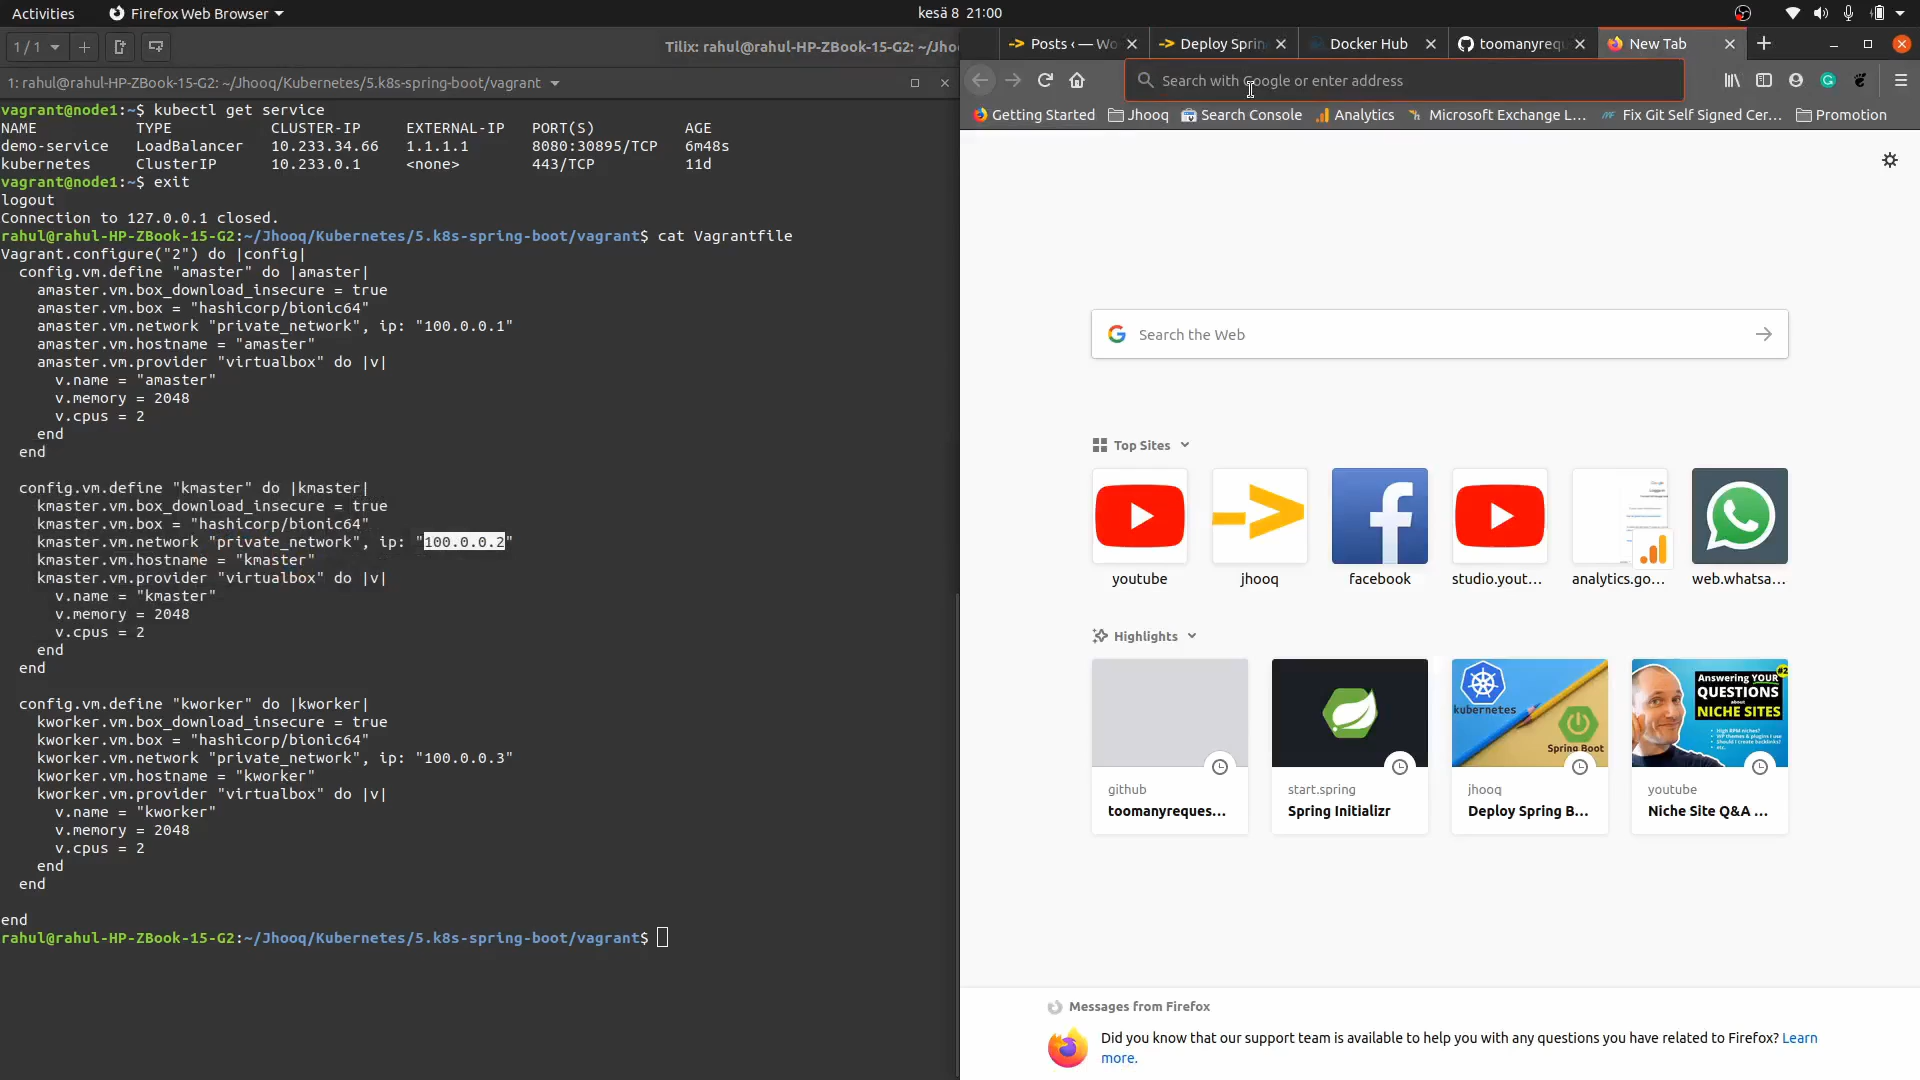 Activities Firefox Web Browser kesä 8 21:00
1 / 1 Tilix: rahul@rahul-HP-ZBook-15-G2: ~/Jho
1: rahul@rahul-HP-ZBook-15-G2: ~/Jhooq/Kubernetes/5.k8s-spring-boot/vagrant
vagrant@node1:~$ kubectl get service
NAME TYPE CLUSTER-IP EXTERNAL-IP PORT(S) AGE
demo-service LoadBalancer 10.233.34.66 1.1.1.1 8080:30895/TCP 6m48s
kubernetes ClusterIP 10.233.0.1 <none> 443/TCP 11d
vagrant@node1:~$ exit
logout
Connection to 127.0.0.1 closed.
rahul@rahul-HP-ZBook-15-G2:~/Jhooq/Kubernetes/5.k8s-spring-boot/vagrant$ cat Vagrantfile
Vagrant.configure("2") do |config|
config.vm.define "amaster" do |amaster|
amaster.vm.box_download_insecure = true
amaster.vm.box = "hashicorp/bionic64"
amaster.vm.network "private_network", ip: "100.0.0.1"
amaster.vm.hostname = "amaster"
amaster.vm.provider "virtualbox" do |v|
v.name = "amaster"
v.memory = 2048
v.cpus = 2
end
end
config.vm.define "kmaster" do |kmaster|
kmaster.vm.box_download_insecure = true
kmaster.vm.box = "hashicorp/bionic64"
kmaster.vm.network "private_network", ip: "100.0.0.2"
kmaster.vm.hostname = "kmaster"
kmaster.vm.provider "virtualbox" do |v|
v.name = "kmaster"
v.memory = 2048
v.cpus = 2
end
end
config.vm.define "kworker" do |kworker|
kworker.vm.box_download_insecure = true
kworker.vm.box = "hashicorp/bionic64"
kworker.vm.network "private_network", ip: "100.0.0.3"
kworker.vm.hostname = "kworker"
kworker.vm.provider "virtualbox" do |v|
v.name = "kworker"
v.memory = 2048
v.cpus = 2
end
end
end
rahul@rahul-HP-ZBook-15-G2:~/Jhooq/Kubernetes/5.k8s-spring-boot/vagrant$
Posts ‹ — Wo Deploy Sprin Docker Hub toomanyrequ New Tab
Search with Google or enter address
Getting Started Jhooq Search Console Analytics Microsoft Exchange L... Fix Git Self Signed Cer... Promotion
Search the Web
Top Sites
youtube jhooq facebook studio.yout... analytics.go... web.whatsa...
Highlights
kubernetes
Spring Boot
Answering YOUR
QUESTIONS
about
NICHE SITES
#2
github start.spring jhooq youtube
toomanyreques... Spring Initializr Deploy Spring B... Niche Site Q&A ...
Messages from Firefox
Did you know that our support team is available to help you with any questions you have related to Firefox? Learn
more.